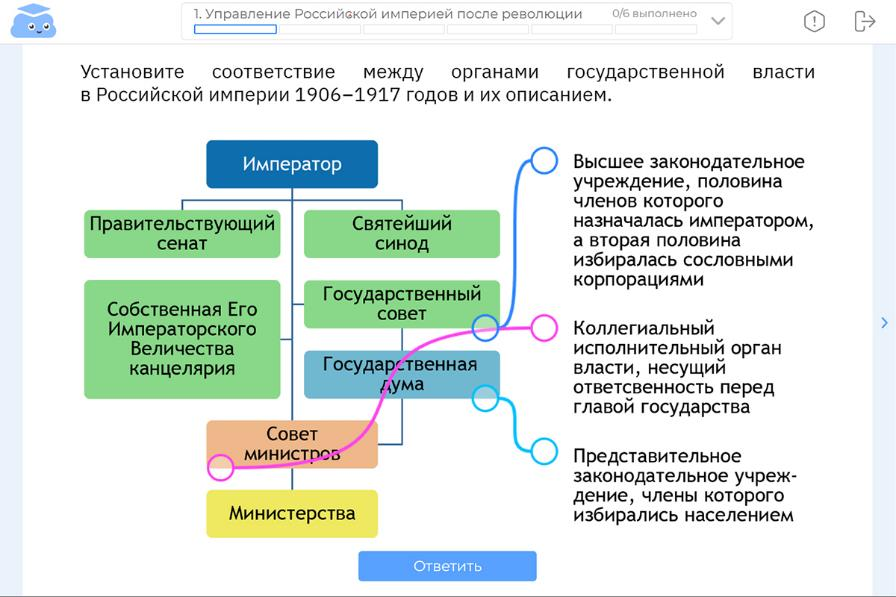 1. Управление Российской империей после революции
0/6 выполнено
Установите соответствие между органами государственной власти
в Российской империи 1906–1917 годов и их описанием.
Император
Правительствующий
сенат
Святейший
синод
Собственная Его
Императорского
Величества
канцелярия
Государственный
совет
Государственная
дума
Совет
министров
Министерства
Высшее законодательное
учреждение, половина
членов которого
назначалась императором,
а вторая половина
избиралась сословными
корпорациями
Коллегиальный
исполнительный орган
власти, несущий
ответсвенность перед
главой государства
Представительное
законодательное учреж-
дение, члены которого
избирались населением
Ответить